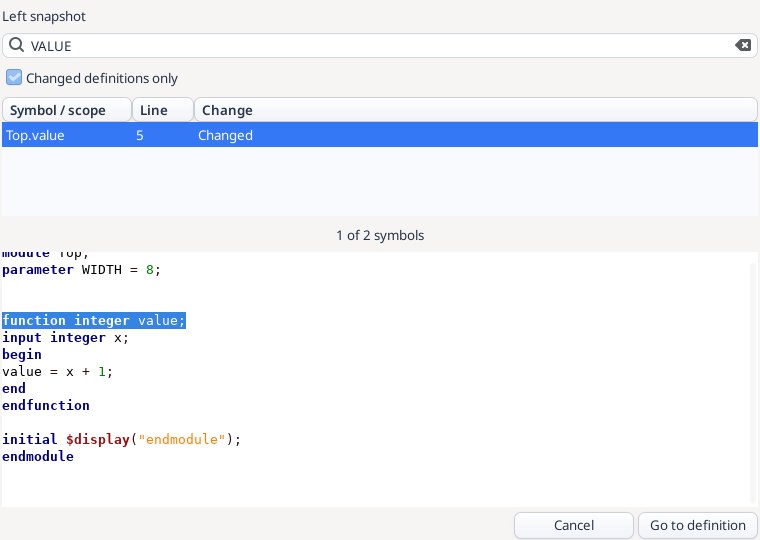 Left snapshot
VALUE
Changed definitions only
Symbol / scope Line Change
Top.value 5 Changed
1 of 2 symbols
module Top;
parameter WIDTH = 8;
function integer value;
input integer x;
begin
value = x + 1;
end
endfunction
initial $display("endmodule");
endmodule
Cancel Go to definition